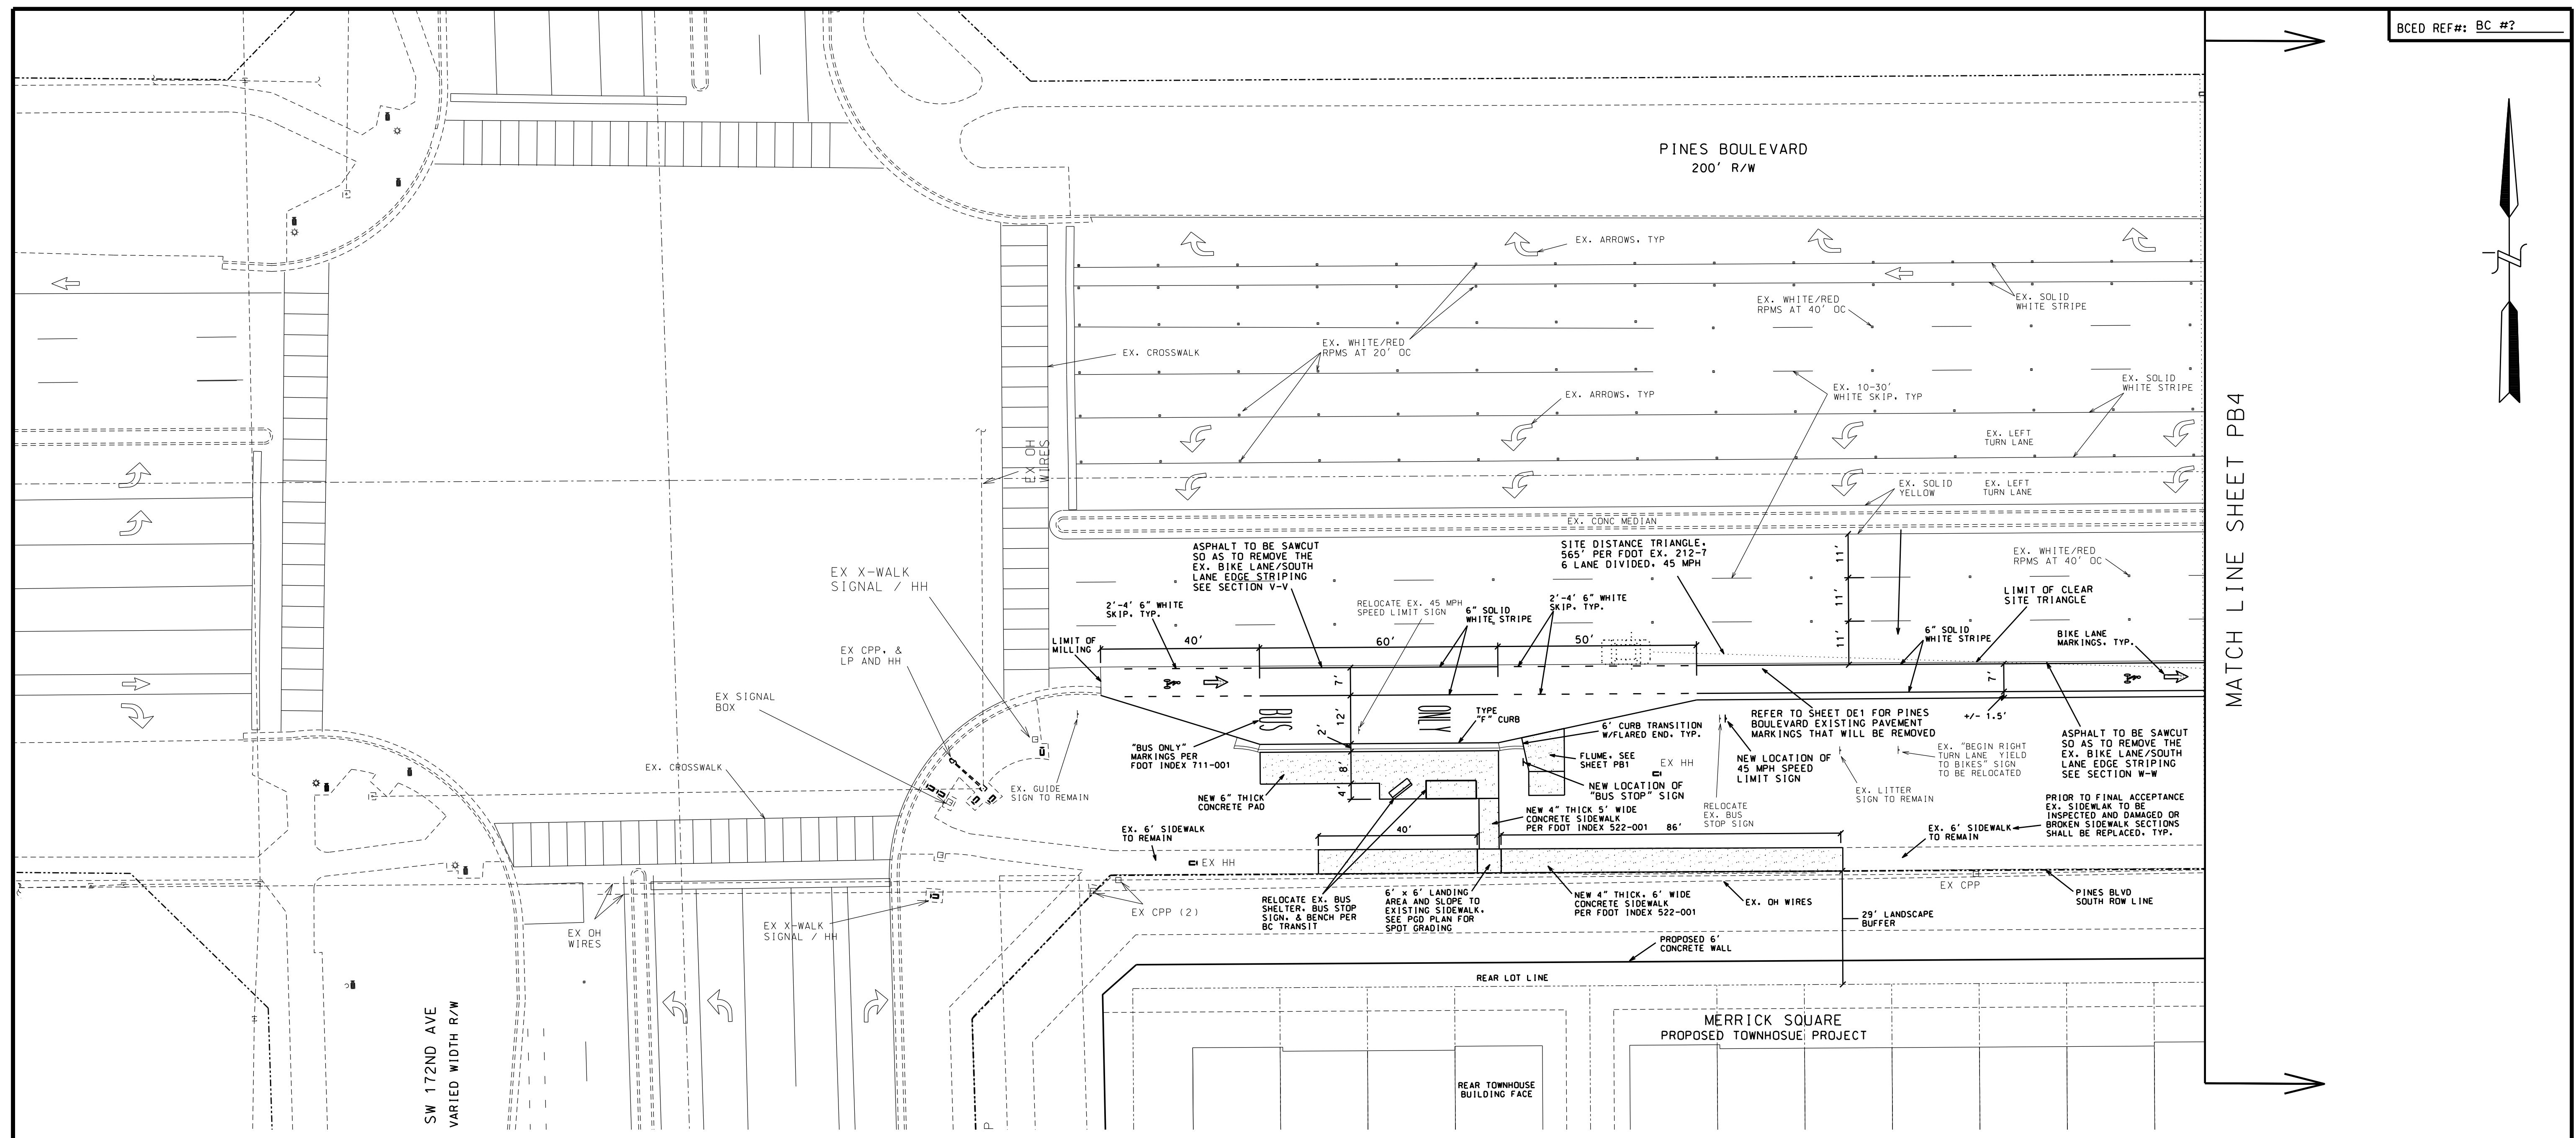 BCED REF#: BC #?
PINES BOULEVARD
200' R/W
EX. ARROWS, TYP
EX. WHITE/RED
RPMS AT 40' OC
EX. SOLID
WHITE STRIPE
EX. WHITE/RED
RPMS AT 20' OC
EX. CROSSWALK
EX. ARROWS, TYP
EX. 10-30'
WHITE SKIP, TYP
EX. SOLID
WHITE STRIPE
EX. LEFT
TURN LANE
EX OH
WIRES
EX. SOLID
YELLOW
EX. LEFT
TURN LANE
MATCH LINE SHEET PB4
EX. CONC MEDIAN
ASPHALT TO BE SAWCUT
SO AS TO REMOVE THE
EX. BIKE LANE/SOUTH
LANE EDGE STRIPING
SEE SECTION V-V
SITE DISTANCE TRIANGLE,
565' PER FDOT EX. 212-7
6 LANE DIVIDED, 45 MPH
11'
11'
11'
EX. WHITE/RED
RPMS AT 40' OC
EX X-WALK
SIGNAL / HH
2'-4' 6" WHITE
SKIP, TYP.
RELOCATE EX. 45 MPH
SPEED LIMIT SIGN
6" SOLID
WHITE STRIPE
2'-4' 6" WHITE
SKIP, TYP.
LIMIT OF CLEAR
SITE TRIANGLE
6" SOLID
WHITE STRIPE
BIKE LANE
MARKINGS, TYP.
LIMIT OF
MILLING
40'
60'
50'
EX CPP, &
LP AND HH
7'
7'
EX SIGNAL
BOX
BUS
12'
ONLY
TYPE
"F" CURB
2'
6' CURB TRANSITION
W/FLARED END, TYP.
REFER TO SHEET DE1 FOR PINES
BOULEVARD EXISTING PAVEMENT
MARKINGS THAT WILL BE REMOVED
+/- 1.5'
ASPHALT TO BE SAWCUT
SO AS TO REMOVE THE
EX. BIKE LANE/SOUTH
LANE EDGE STRIPING
SEE SECTION W-W
"BUS ONLY"
MARKINGS PER
FDOT INDEX 711-001
FLUME, SEE
SHEET PB1
EX HH
NEW LOCATION OF
45 MPH SPEED
LIMIT SIGN
EX. "BEGIN RIGHT
TURN LANE YIELD
TO BIKES" SIGN
TO BE RELOCATED
EX. CROSSWALK
8'
EX. GUIDE
SIGN TO REMAIN
4'
NEW 6" THICK
CONCRETE PAD
NEW LOCATION OF
"BUS STOP" SIGN
EX. LITTER
SIGN TO REMAIN
RELOCATE
EX. BUS
STOP SIGN
NEW 4" THICK 5' WIDE
CONCRETE SIDEWALK
PER FDOT INDEX 522-001
86'
PRIOR TO FINAL ACCEPTANCE
EX. SIDEWLAK TO BE
INSPECTED AND DAMAGED OR
BROKEN SIDEWALK SECTIONS
SHALL BE REPLACED, TYP.
EX. 6' SIDEWALK
TO REMAIN
40'
EX. 6' SIDEWALK
TO REMAIN
EX HH
EX CPP
EX CPP (2)
RELOCATE EX. BUS
SHELTER, BUS STOP
SIGN, & BENCH PER
BC TRANSIT
6' x 6' LANDING
AREA AND SLOPE TO
EXISTING SIDEWALK,
SEE PGD PLAN FOR
SPOT GRADING
NEW 4" THICK, 6' WIDE
CONCRETE SIDEWALK
PER FDOT INDEX 522-001
EX. OH WIRES
PINES BLVD
SOUTH ROW LINE
29' LANDSCAPE
BUFFER
EX OH
WIRES
EX X-WALK
SIGNAL / HH
PROPOSED 6'
CONCRETE WALL
REAR LOT LINE
MERRICK SQUARE
PROPOSED TOWNHOSUE PROJECT
REAR TOWNHOUSE
BUILDING FACE
SW 172ND AVE
VARIED WIDTH R/W